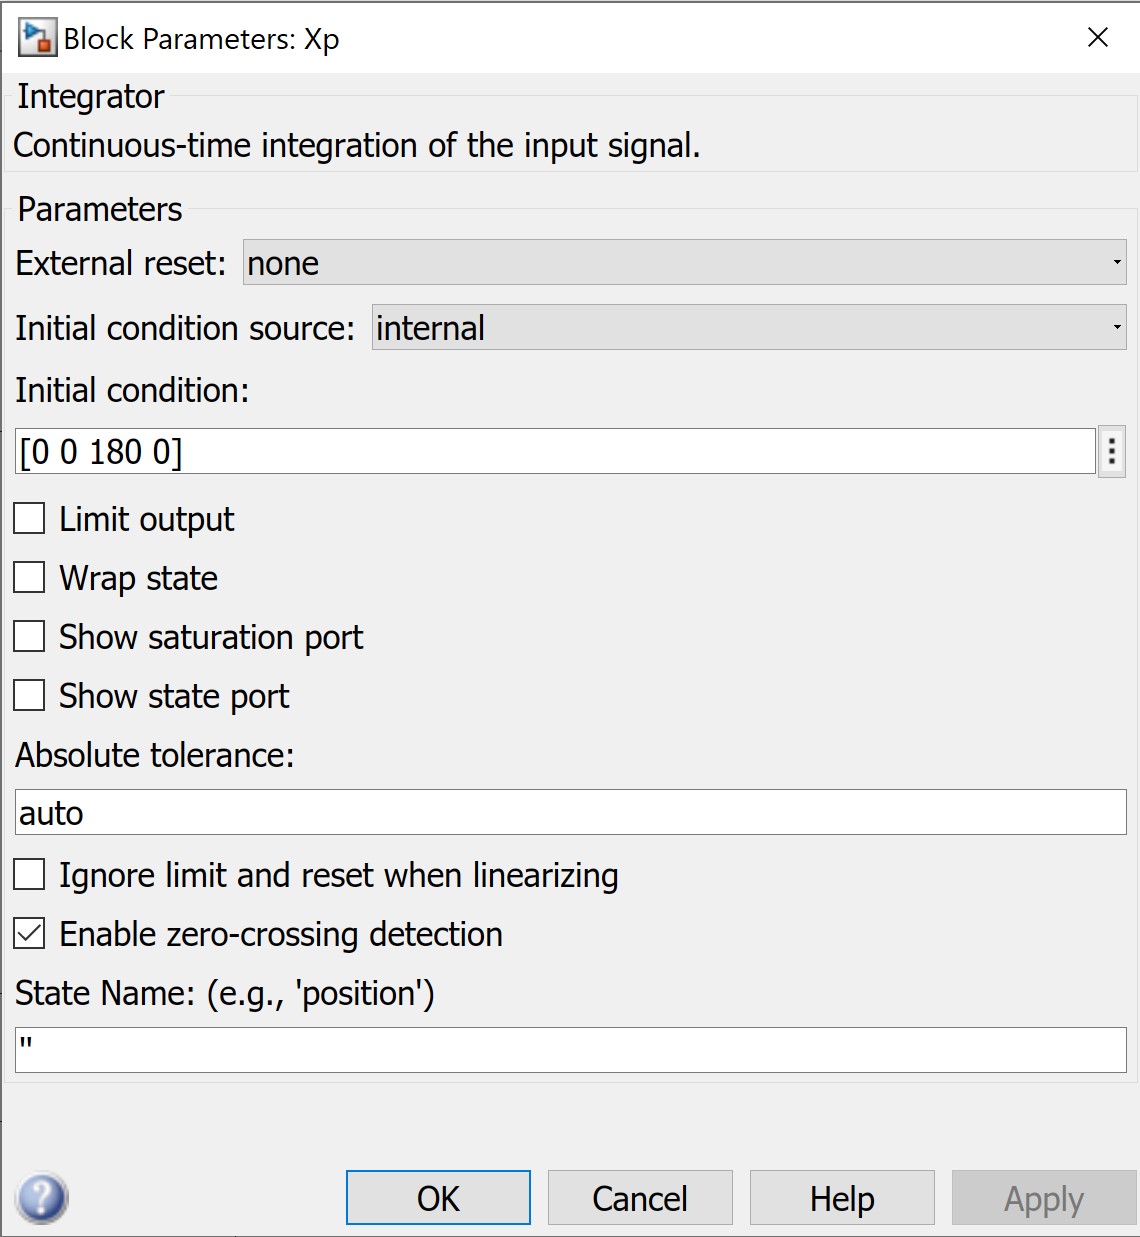 Block Parameters: Xp
Integrator
Continuous-time integration of the input signal.
Parameters
External reset: none
Initial condition source: internal
Initial condition:
[0 0 180 0]
Limit output
Wrap state
Show saturation port
Show state port
Absolute tolerance:
auto
Ignore limit and reset when linearizing
Enable zero-crossing detection
State Name: (e.g., 'position')
''
? OK Cancel Help Apply